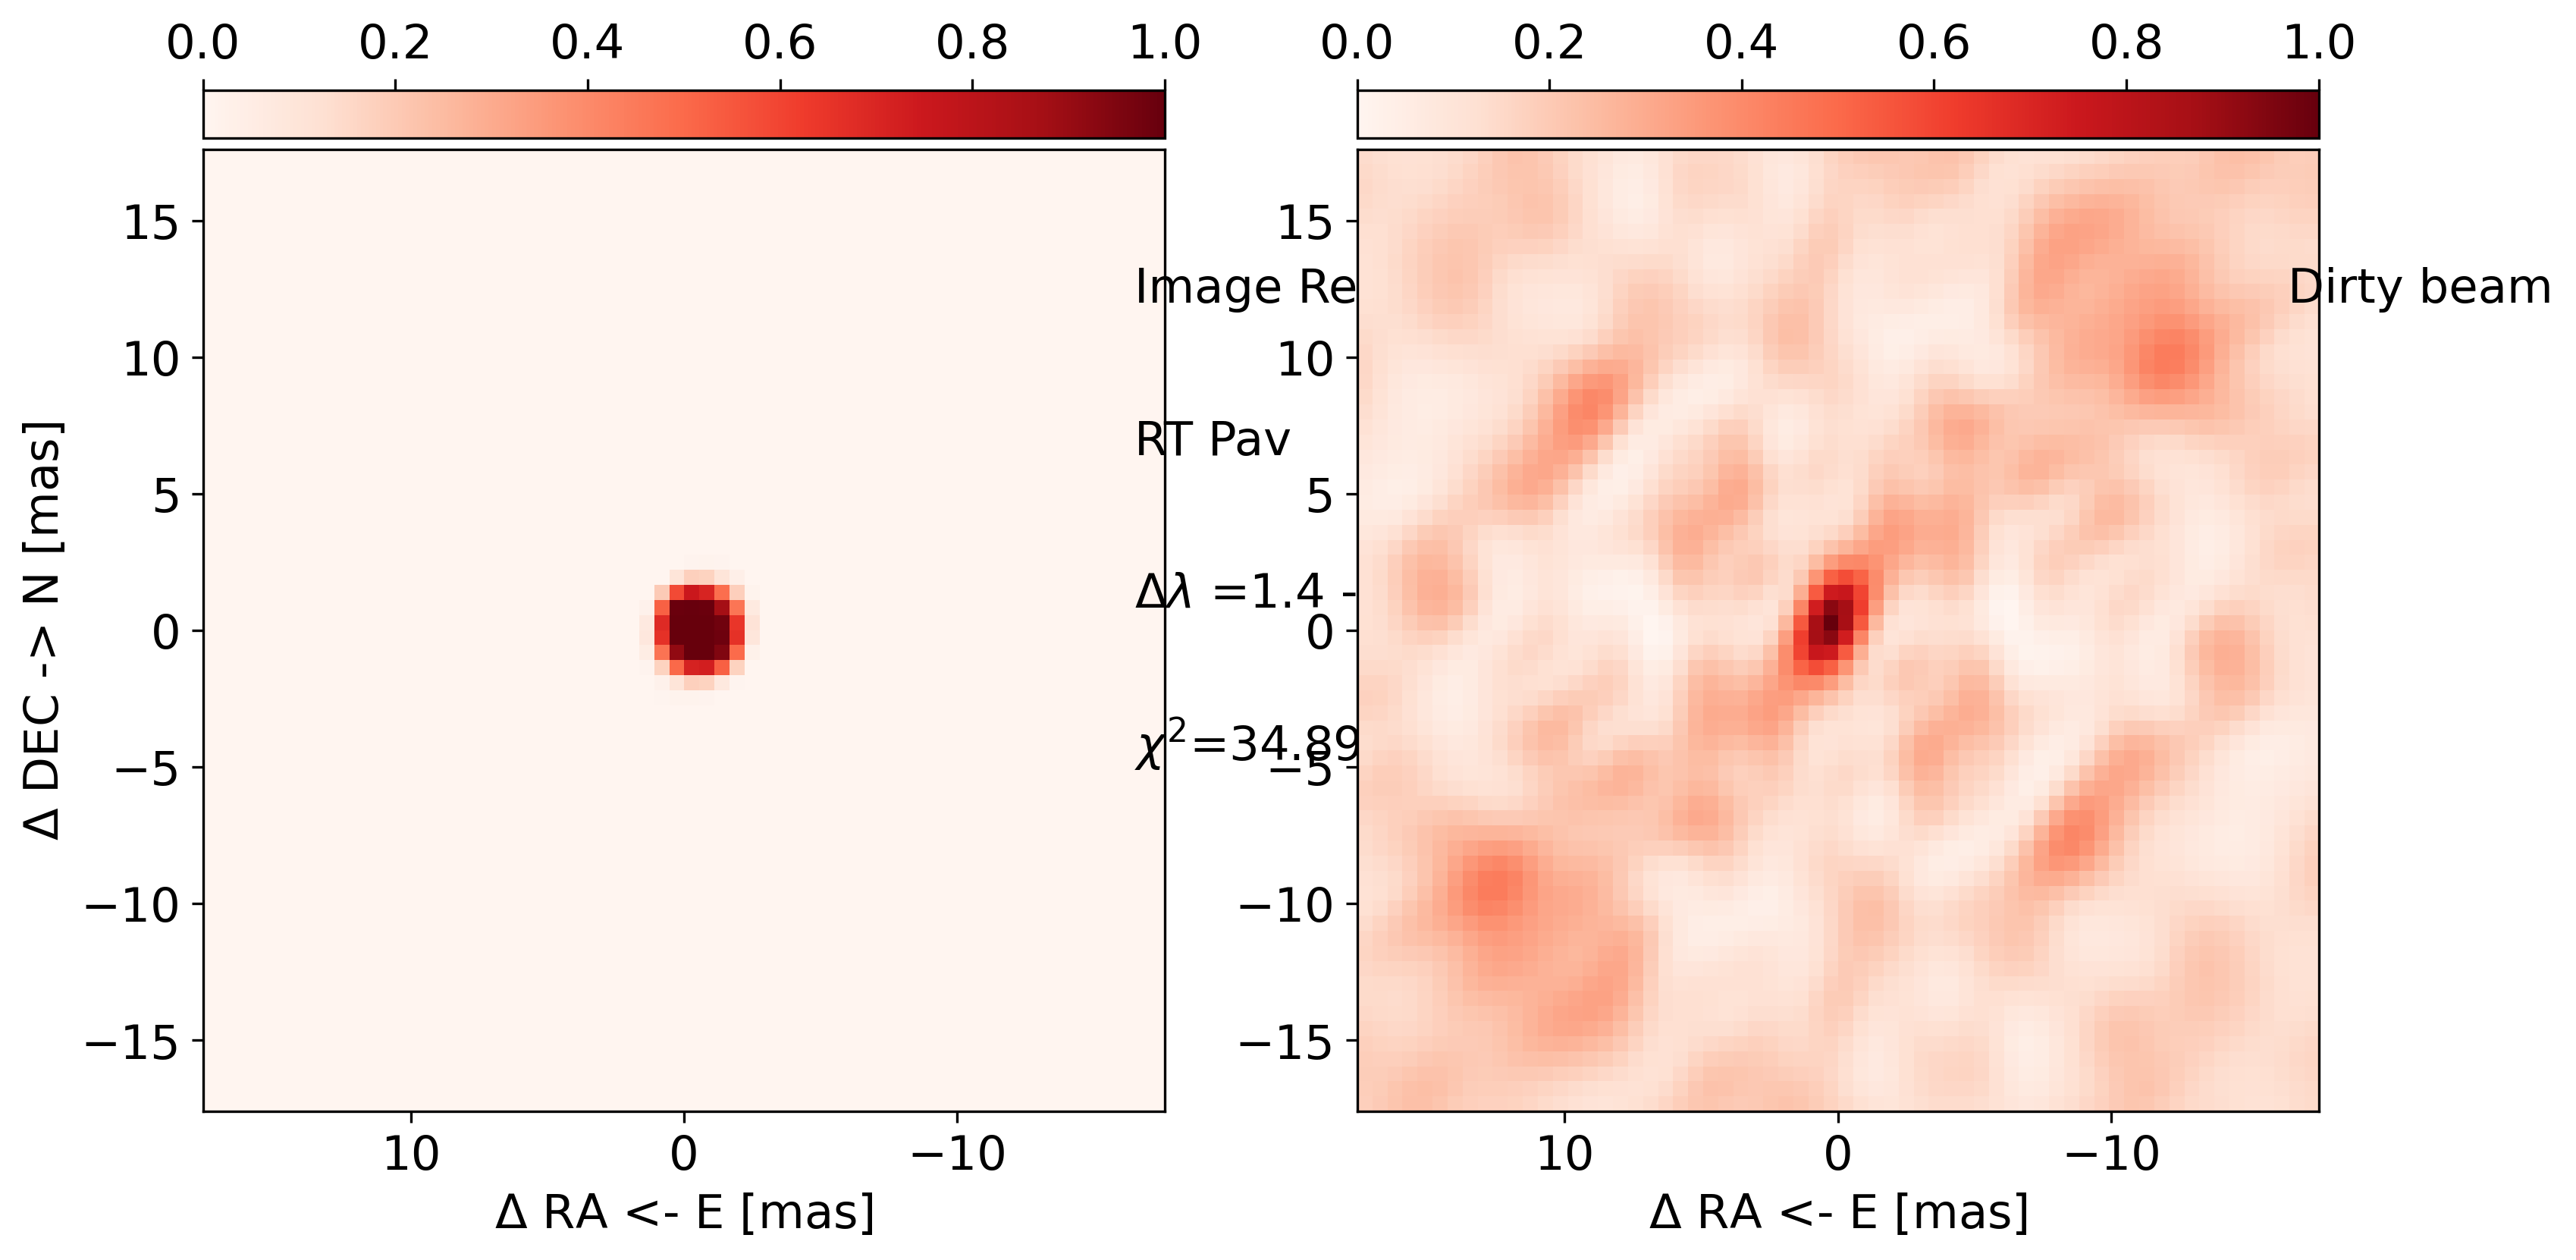 0.0 0.2 0.4 0.6 0.8 1.0
0.0 0.2 0.4 0.6 0.8 1.0
Δ DEC -> N [mas]
15
10
5
0
−5
−10
−15
10 0 −10
Δ RA <- E [mas]
Image Re
RT Pav
Δλ =1.4 -
χ²=34.89
15
10
5
0
−5
−10
−15
10 0 −10
Δ RA <- E [mas]
Dirty beam